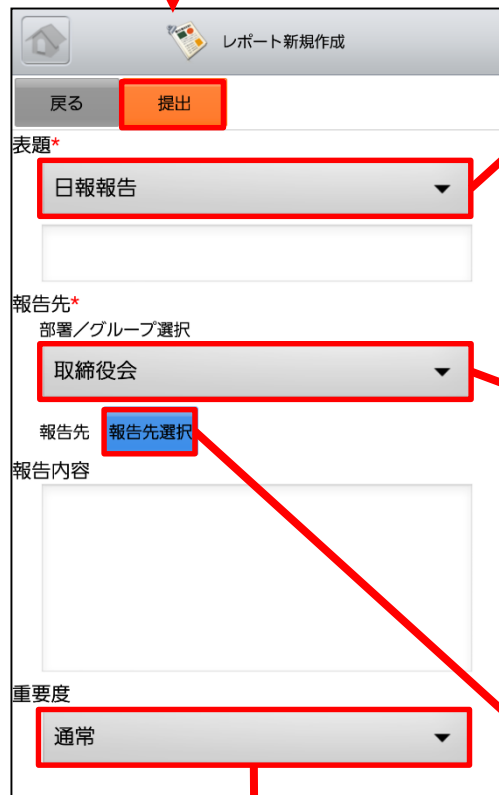 レポート新規作成
戻る 提出
表題*
日報報告
報告先*
部署／グループ選択
取締役会
報告先 報告先選択
報告内容
重要度
通常